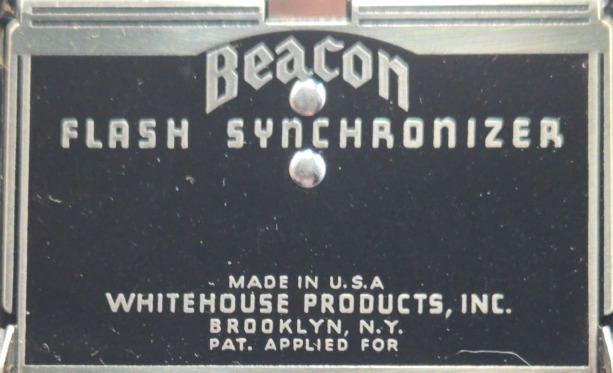 Beacon
FLASH SYNCHRONIZER
MADE IN U.S.A
WHITEHOUSE PRODUCTS, INC.
BROOKLYN, N.Y.
PAT. APPLIED FOR